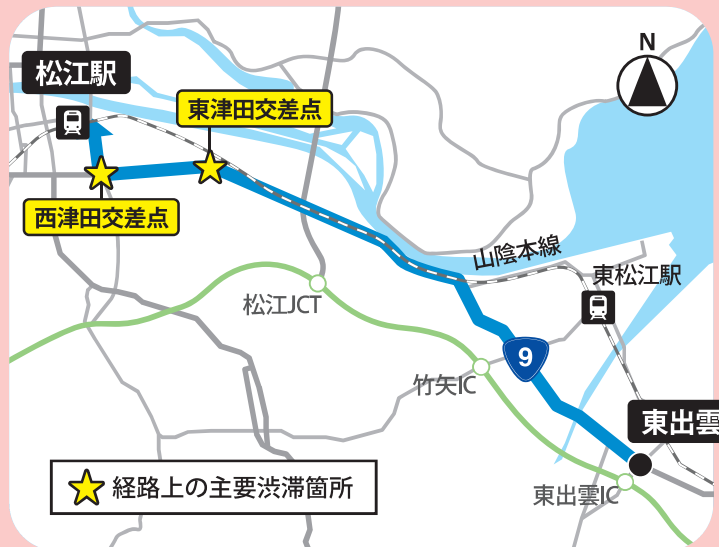 N
松江駅
東津田交差点
西津田交差点
山陰本線
東松江駅
松江JCT
9
竹矢IC
東出雲
東出雲IC
経路上の主要渋滞箇所